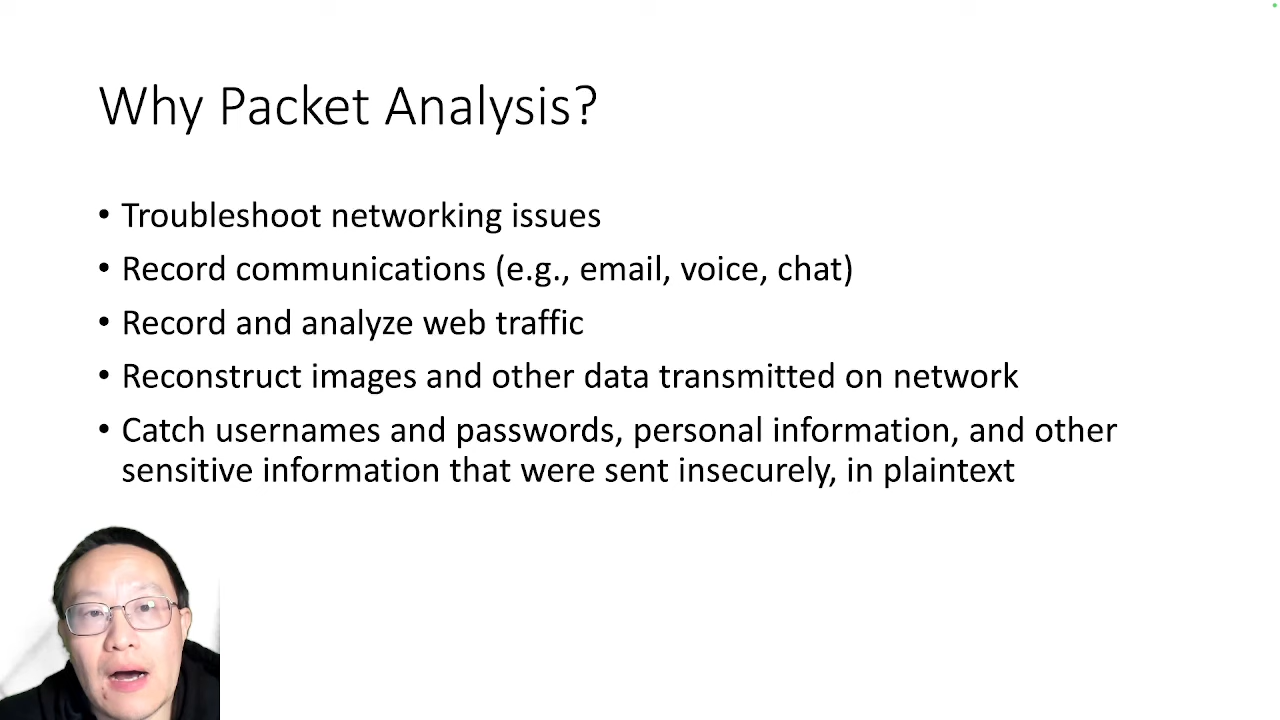 Why Packet Analysis?
• Troubleshoot networking issues
• Record communications (e.g., email, voice, chat)
• Record and analyze web traffic
• Reconstruct images and other data transmitted on network
• Catch usernames and passwords, personal information, and other
sensitive information that were sent insecurely, in plaintext